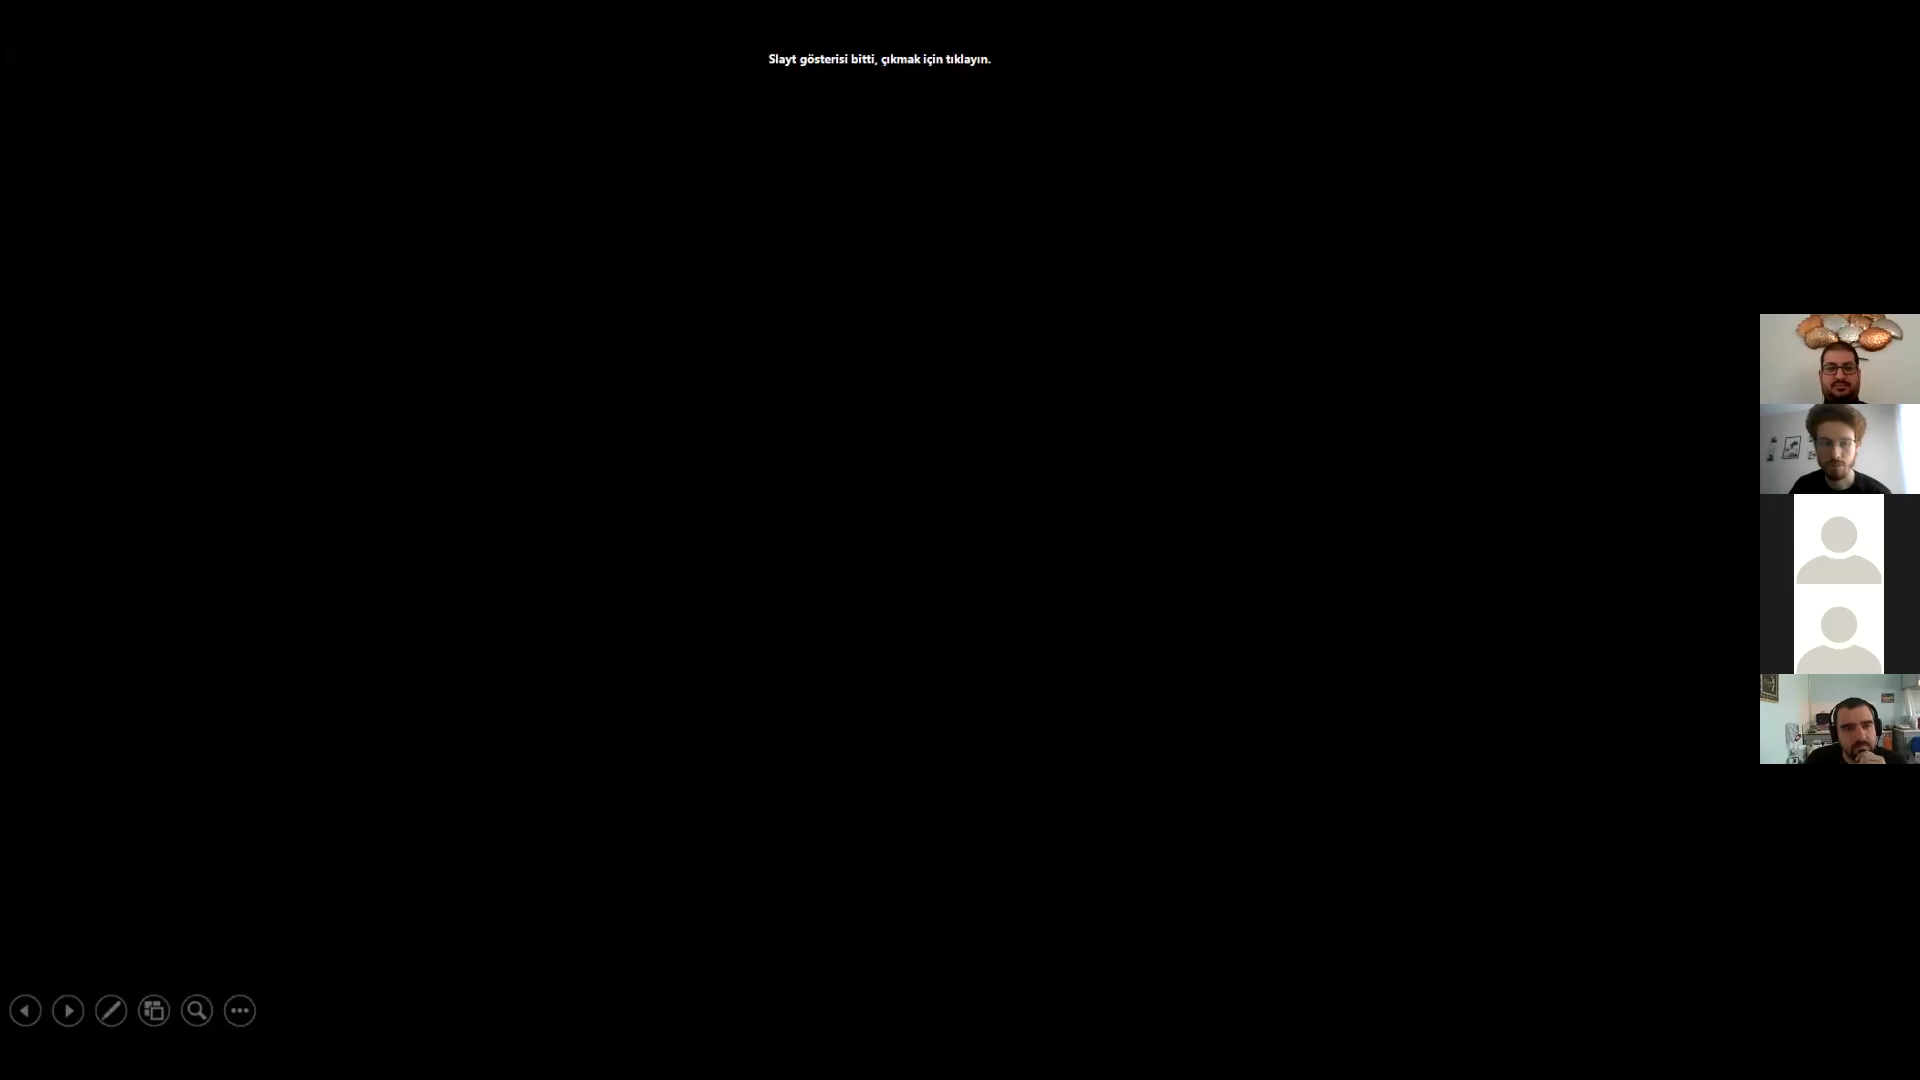 Slayt gösterisi bitti, çıkmak için tıklayın.